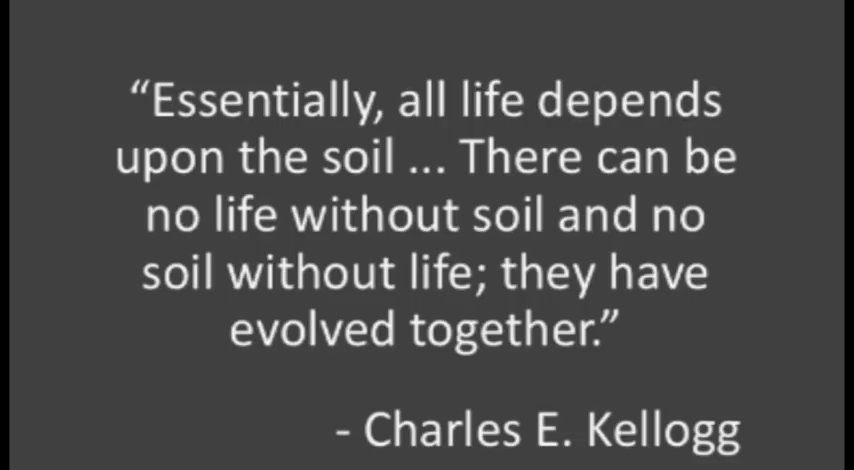 “Essentially, all life depends
upon the soil ... There can be
no life without soil and no
soil without life; they have
evolved together.”
- Charles E. Kellogg